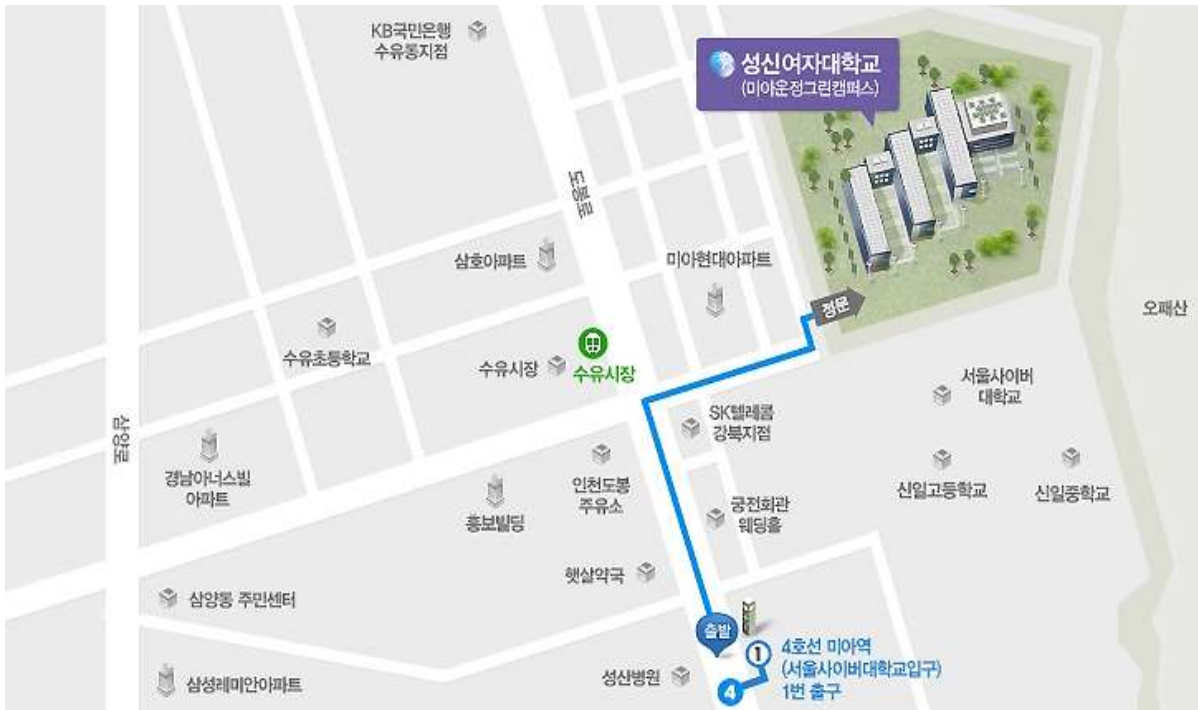 KB국민은행
수유동지점
성신여자대학교
(미아운정그린캠퍼스)
도봉로
삼호아파트
미아현대아파트
정문
오패산
수유초등학교
수유시장
수유시장
서울사이버
대학교
SK텔레콤
강북지점
삼양로
경남아너스빌
아파트
인천도봉
주유소
홍보빌딩
궁전회관
웨딩홀
신일고등학교
신일중학교
햇살약국
삼양동 주민센터
출발
1
4호선 미아역
(서울사이버대학교입구)
1번 출구
성산병원
4
삼성래미안아파트